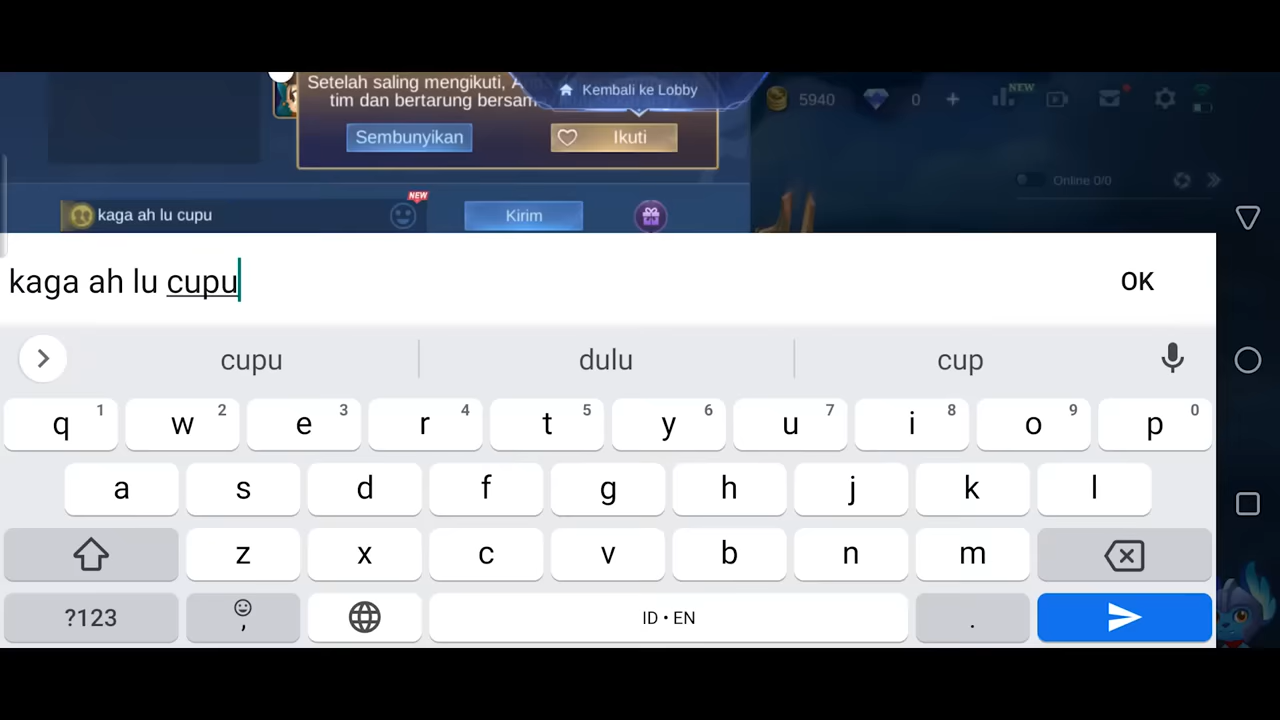 Setelah saling mengikuti, A
tim dan bertarung bersam
Kembali ke Lobby
5940
0
NEW
Sembunyikan
Ikuti
Online 0/0
NEW
kaga ah lu cupu
Kirim
kaga ah lu cupu
OK
cupu dulu cup
q 1 w 2 e 3 r 4 t 5 y 6 u 7 i 8 o 9 p 0
a s d f g h j k l
z x c v b n m
?123 , ID • EN .